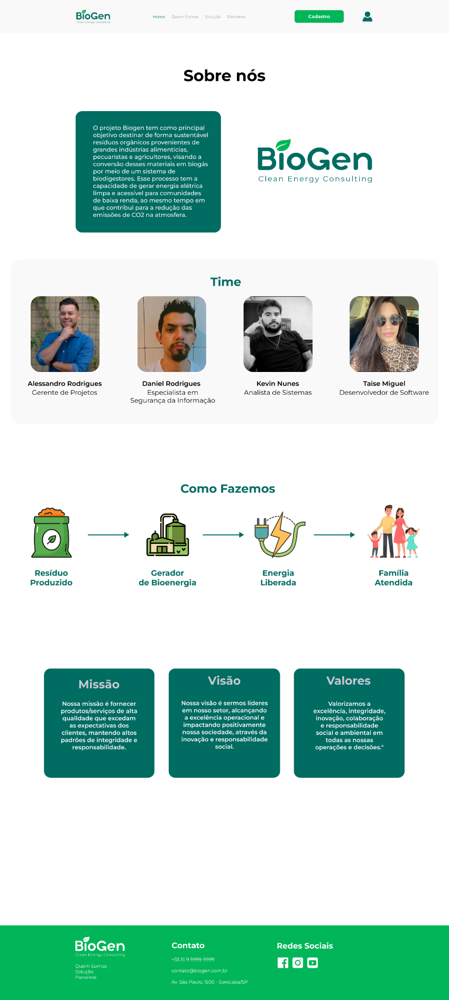 BioGen
Clean Energy Consulting
Home Quem Somos Solução Parceiros
Cadastro
Sobre nós
O projeto Biogen tem como principal
objetivo destinar de forma sustentável
resíduos orgânicos provenientes de
grandes indústrias alimentícias,
pecuaristas e agricultores, visando a
conversão desses materiais em biogás
por meio de um sistema de
biodigestores. Esse processo tem a
capacidade de gerar energia elétrica
limpa e acessível para comunidades
de baixa renda, ao mesmo tempo em
que contribui para a redução das
emissões de CO2 na atmosfera.
BioGen
Clean Energy Consulting
Time
Alessandro Rodrigues
Gerente de Projetos
Daniel Rodrigues
Especialista em
Segurança da Informação
Kevin Nunes
Analista de Sistemas
Taise Miguel
Desenvolvedor de Software
Como Fazemos
Resíduo
Produzido
Gerador
de Bioenergia
Energia
Liberada
Família
Atendida
Missão
Nossa missão é fornecer
produtos/serviços de alta
qualidade que excedam
as expectativas dos
clientes, mantendo altos
padrões de integridade e
responsabilidade.
Visão
Nossa visão é sermos líderes
em nosso setor, alcançando
a excelência operacional e
impactando positivamente
nossa sociedade, através da
inovação e responsabilidade
social.
Valores
Valorizamos a
excelência, integridade,
inovação, colaboração
e responsabilidade
social e ambiental em
todas as nossas
operações e decisões."
BioGen
Clean Energy Consulting
Quem Somos
Solução
Parceiros
Contato
+55 15 9 9999-9999
contato@biogen.com.br
Av. São Paulo, 1500 - Sorocaba/SP
Redes Sociais